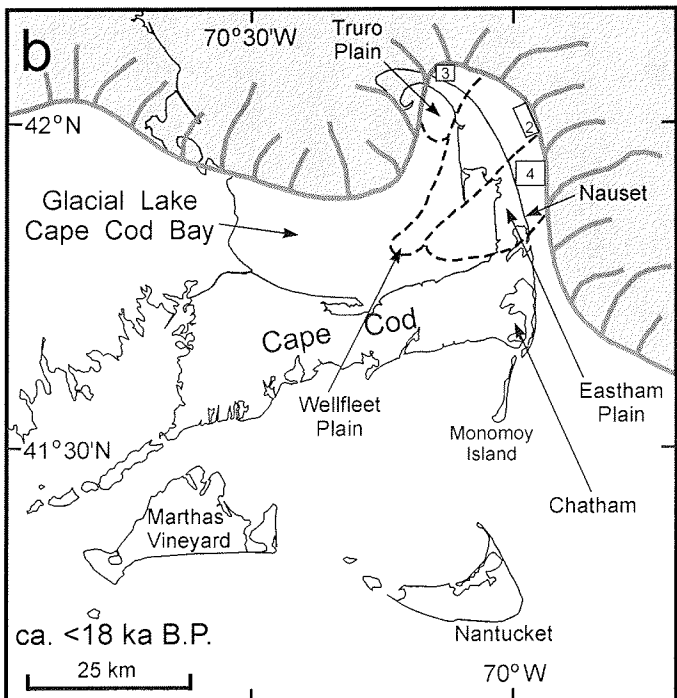 b
70°30'W
Truro
Plain
3
42°N
2
4
Glacial Lake
Cape Cod Bay
Nauset
Cape Cod
Wellfleet
Plain
Eastham
Plain
Monomoy
Island
41°30'N
Chatham
Marthas
Vineyard
ca. <18 ka B.P.
Nantucket
25 km
70°W